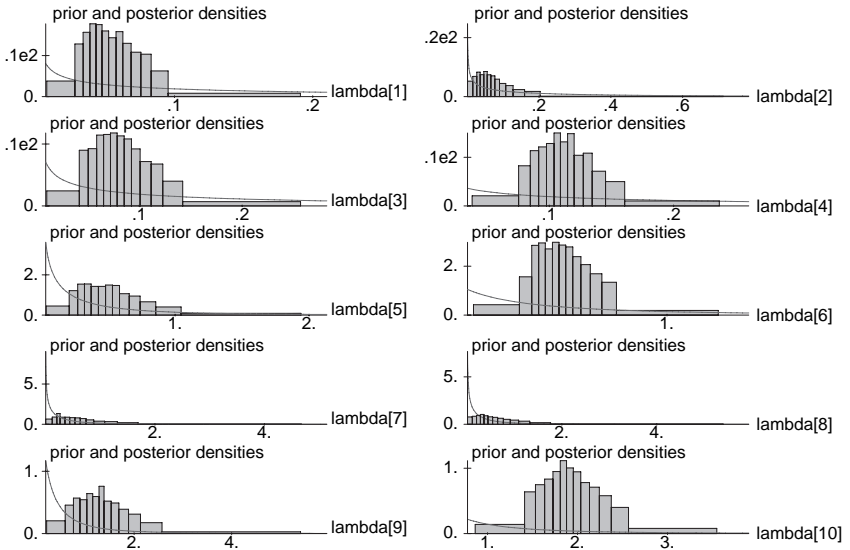 prior and posterior densities
.1e2
0.
.1
.2
lambda[1]
prior and posterior densities
.2e2
0.
.2
.4
.6
lambda[2]
prior and posterior densities
.1e2
0.
.1
.2
lambda[3]
prior and posterior densities
.1e2
0.
.1
.2
lambda[4]
prior and posterior densities
2.
0.
1.
2.
lambda[5]
prior and posterior densities
2.
0.
1.
lambda[6]
prior and posterior densities
5.
0.
2.
4.
lambda[7]
prior and posterior densities
5.
0.
2.
4.
lambda[8]
prior and posterior densities
1.
0.
2.
4.
lambda[9]
prior and posterior densities
1.
0.
1.
2.
3.
lambda[10]